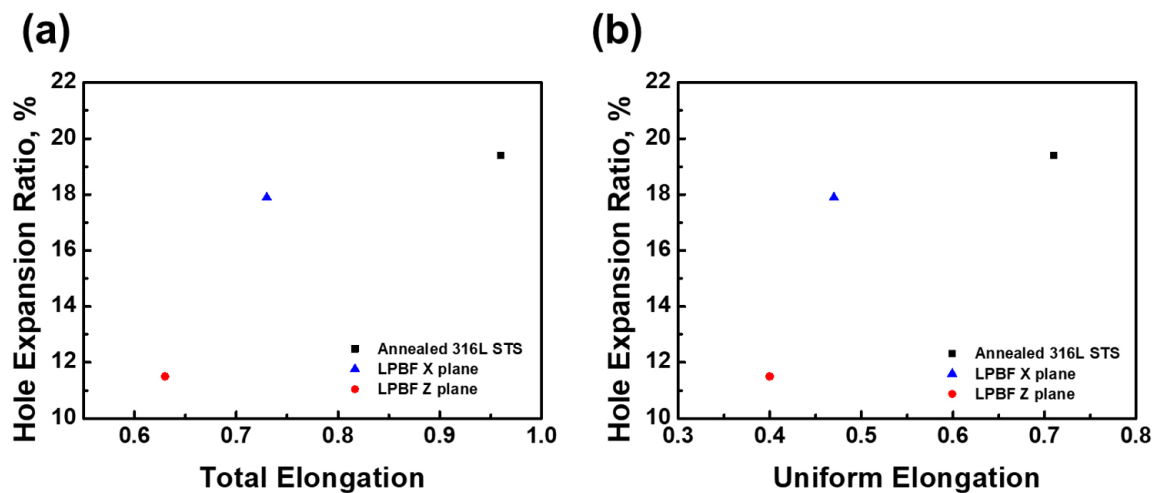 (a)
Hole Expansion Ratio, %
22
20
18
16
14
12
10
0.6 0.7 0.8 0.9 1.0
Total Elongation
Annealed 316L STS
LPBF X plane
LPBF Z plane
(b)
Hole Expansion Ratio, %
22
20
18
16
14
12
10
0.3 0.4 0.5 0.6 0.7 0.8
Uniform Elongation
Annealed 316L STS
LPBF X plane
LPBF Z plane